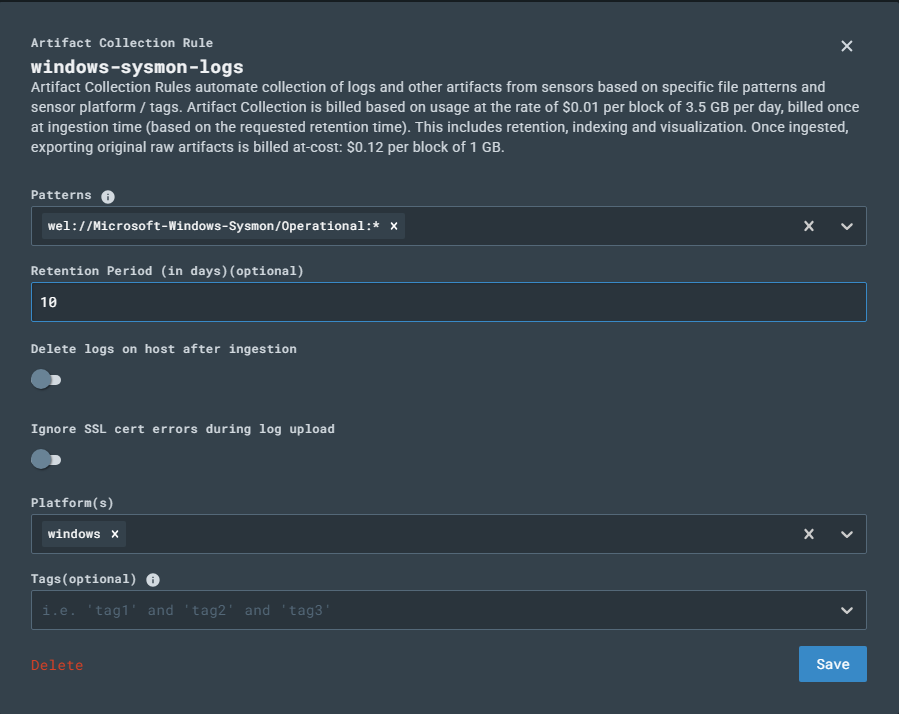 Artifact Collection Rule
windows-sysmon-logs
Artifact Collection Rules automate collection of logs and other artifacts from sensors based on specific file patterns and
sensor platform / tags. Artifact Collection is billed based on usage at the rate of $0.01 per block of 3.5 GB per day, billed once
at ingestion time (based on the requested retention time). This includes retention, indexing and visualization. Once ingested,
exporting original raw artifacts is billed at-cost: $0.12 per block of 1 GB.
Patterns
wel://Microsoft-Windows-Sysmon/Operational:*
Retention Period (in days)(optional)
10
Delete logs on host after ingestion
Ignore SSL cert errors during log upload
Platform(s)
windows
Tags(optional)
i.e. 'tag1' and 'tag2' and 'tag3'
Delete
Save